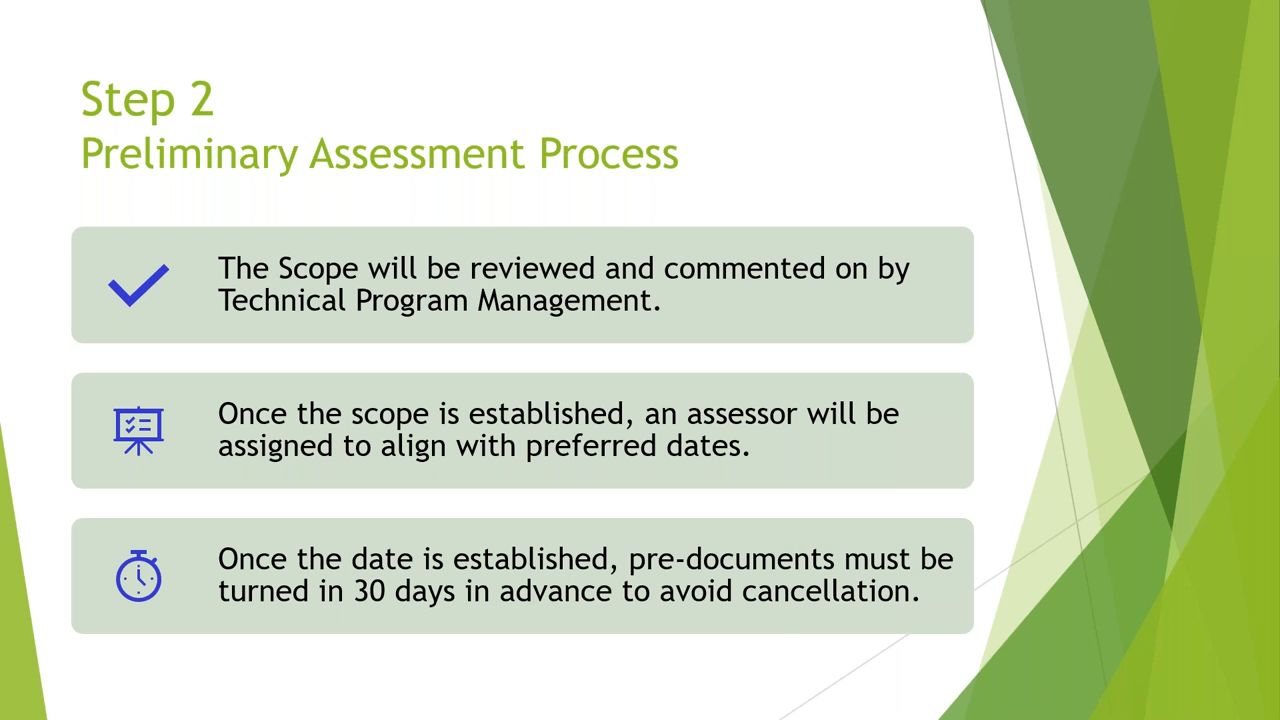 Step 2
Preliminary Assessment Process
The Scope will be reviewed and commented on by
Technical Program Management.
Once the scope is established, an assessor will be
assigned to align with preferred dates.
Once the date is established, pre-documents must be
turned in 30 days in advance to avoid cancellation.